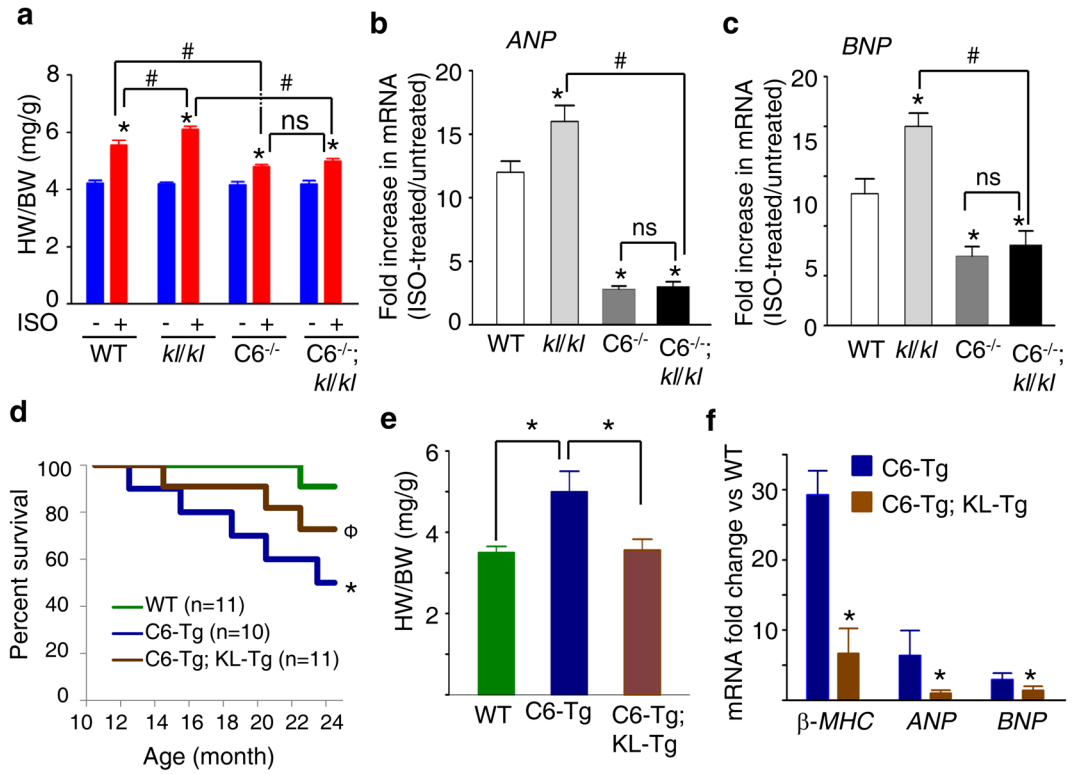 a
HW/BW (mg/g)
8
6
4
2
0
#
#
#
ns
* * * *
ISO - + - + - + - +
WT kl/kl C6-/- C6-/-;
kl/kl
b
ANP
Fold increase in mRNA
(ISO-treated/untreated)
20
15
10
5
0
#
*
ns
* *
WT kl/kl C6-/- C6-/-;
kl/kl
c
BNP
Fold increase in mRNA
(ISO-treated/untreated)
20
15
10
5
0
#
*
ns
* *
WT kl/kl C6-/- C6-/-;
kl/kl
d
Percent survival
100
80
60
40
20
0
Φ
*
WT (n=11)
C6-Tg (n=10)
C6-Tg; KL-Tg (n=11)
10 12 14 16 18 20 22 24
Age (month)
e
HW/BW (mg/g)
6
4
2
* *
WT C6-Tg C6-Tg;
KL-Tg
f
mRNA fold change vs WT
30
20
10
5
C6-Tg
C6-Tg; KL-Tg
* * *
β-MHC ANP BNP